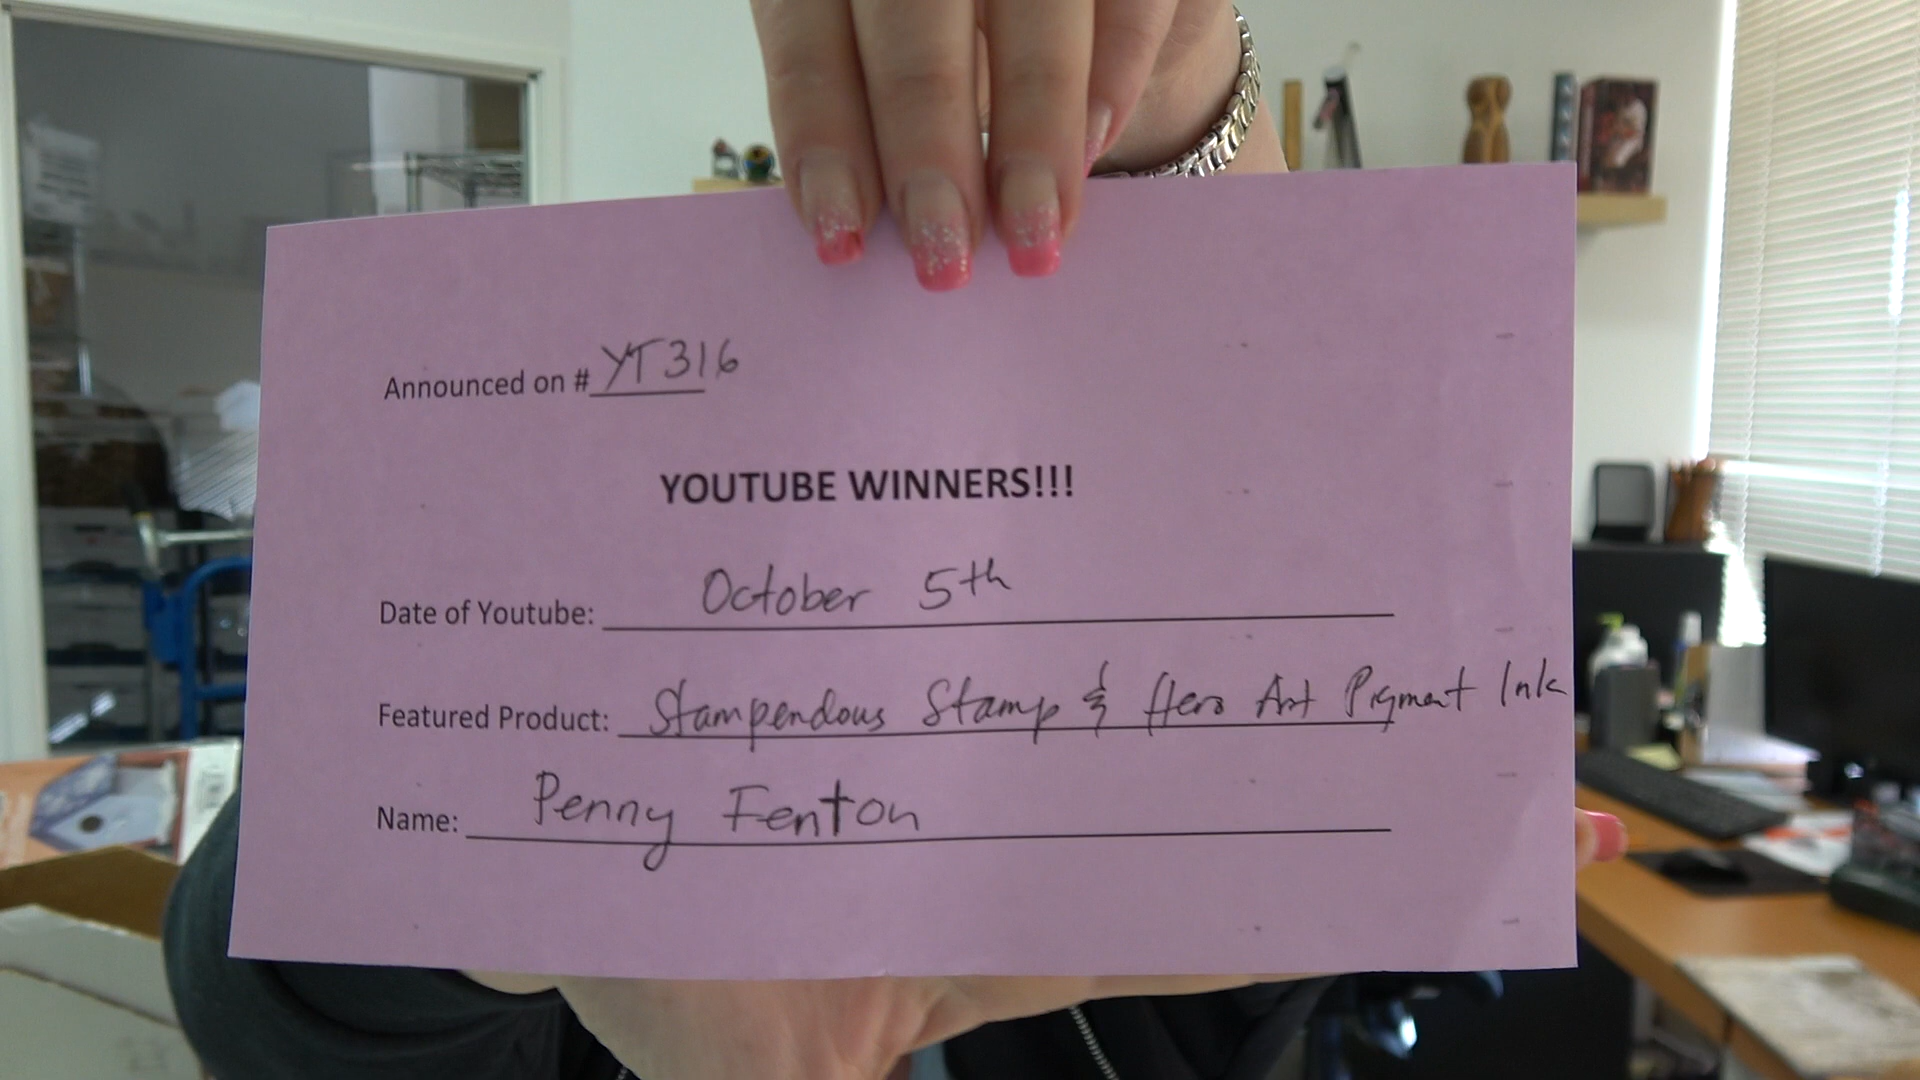 Announced on # YT316
YOUTUBE WINNERS!!!
Date of Youtube: October 5th
Featured Product: Stampendous Stamp & Hero Art Pigment Ink
Name: Penny Fenton